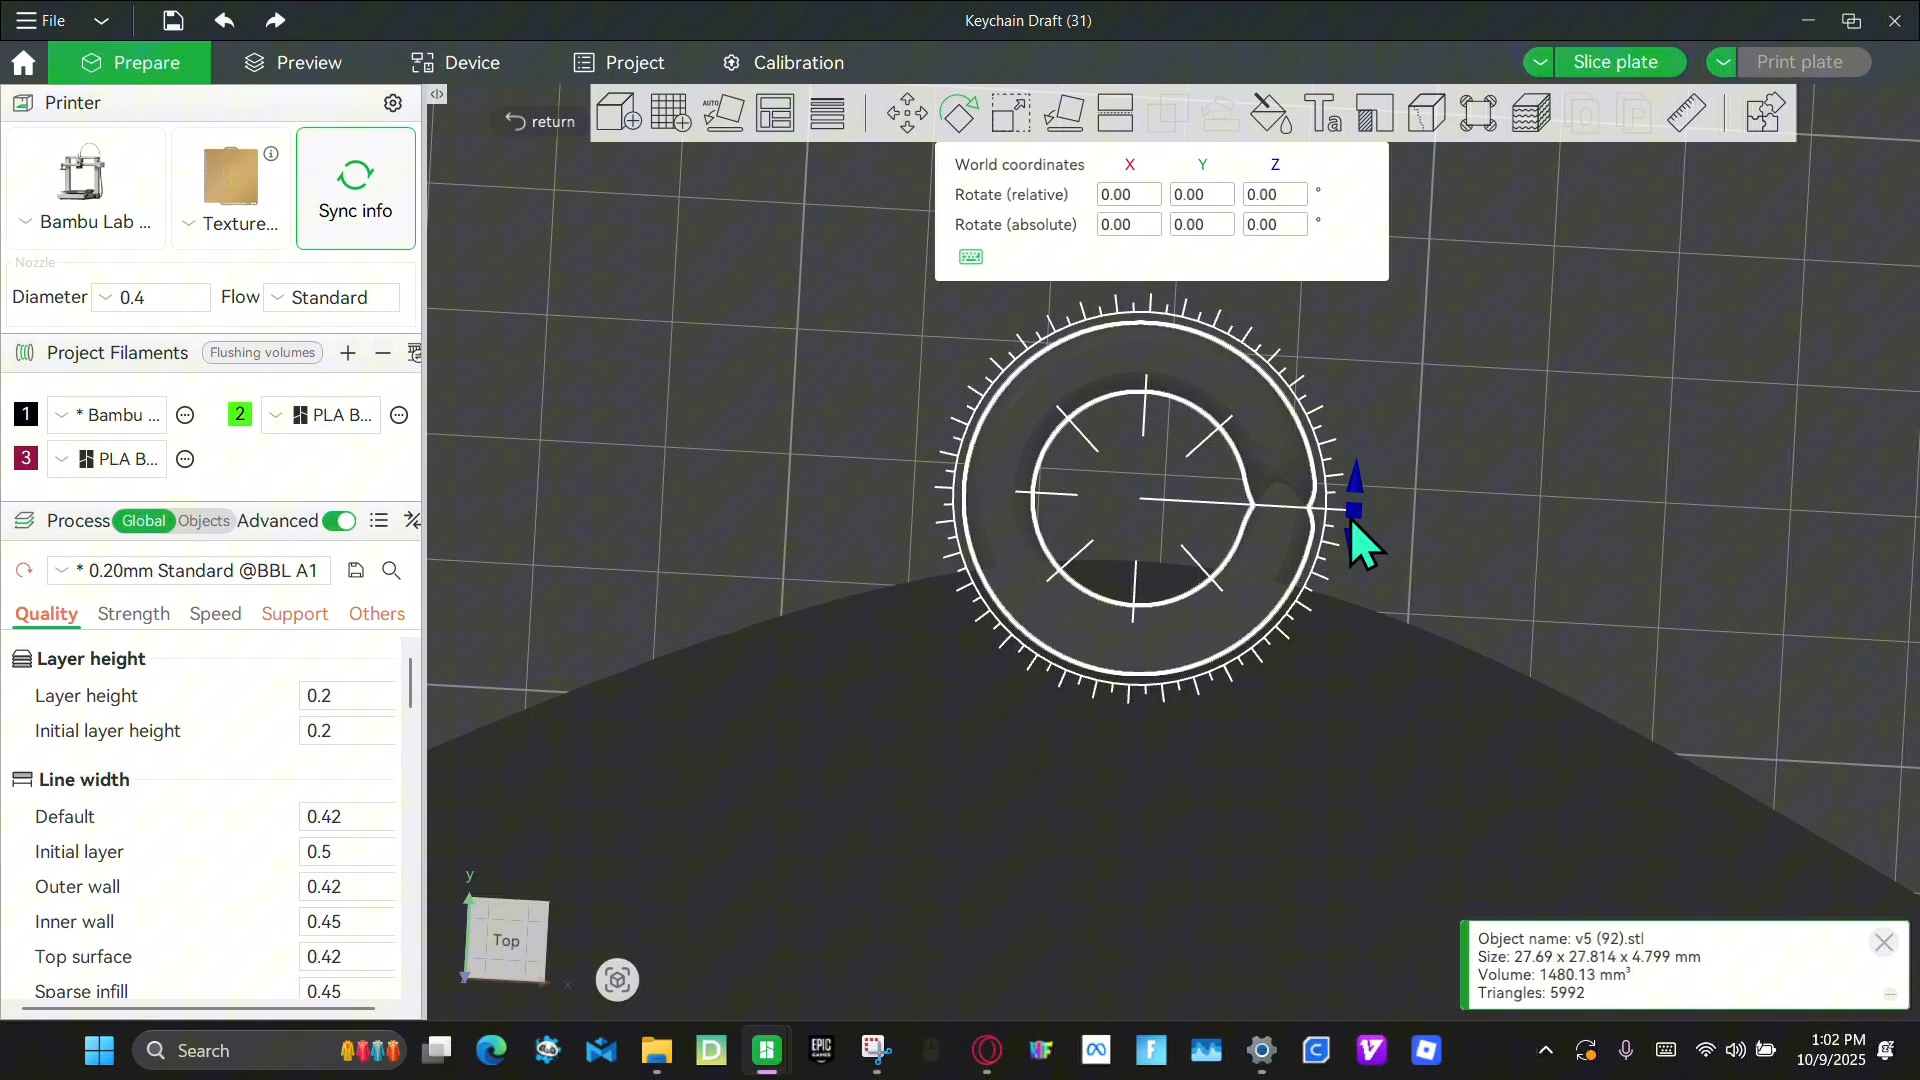 File
Keychain Draft (31)
Prepare
Preview
Device
Project
Calibration
Slice plate
Print plate
Printer
return
AUTO
Ta
Bambu Lab ...
Texture...
Sync info
World coordinates X Y Z
Rotate (relative) 0.00 0.00 0.00 °
Rotate (absolute) 0.00 0.00 0.00 °
Nozzle
Diameter 0.4 Flow Standard
Project Filaments Flushing volumes
1 * Bambu ... 2 PLA B...
3 PLA B...
Process Global Objects Advanced
* 0.20mm Standard @BBL A1
Quality Strength Speed Support Others
Layer height
Layer height 0.2
Initial layer height 0.2
Line width
Default 0.42
Initial layer 0.5
Outer wall 0.42
Inner wall 0.45
Top surface 0.42
Sparse infill 0.45
y
Top
x
Object name: v5 (92).stl
Size: 27.69 x 27.814 x 4.799 mm
Volume: 1480.13 mm³
Triangles: 5992
Search
EPIC GAMES
1:02 PM
10/9/2025